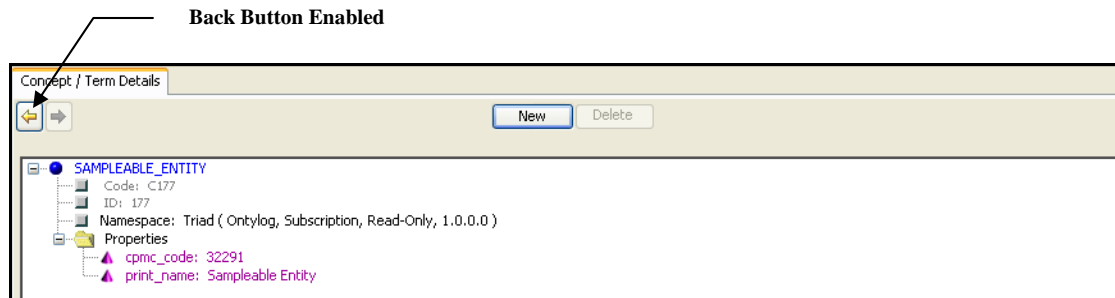 Back Button Enabled
Concept / Term Details
New Delete
SAMPLEABLE_ENTITY
Code: C177
ID: 177
Namespace: Triad ( Ontylog, Subscription, Read-Only, 1.0.0.0 )
Properties
cpmc_code: 32291
print_name: Sampleable Entity